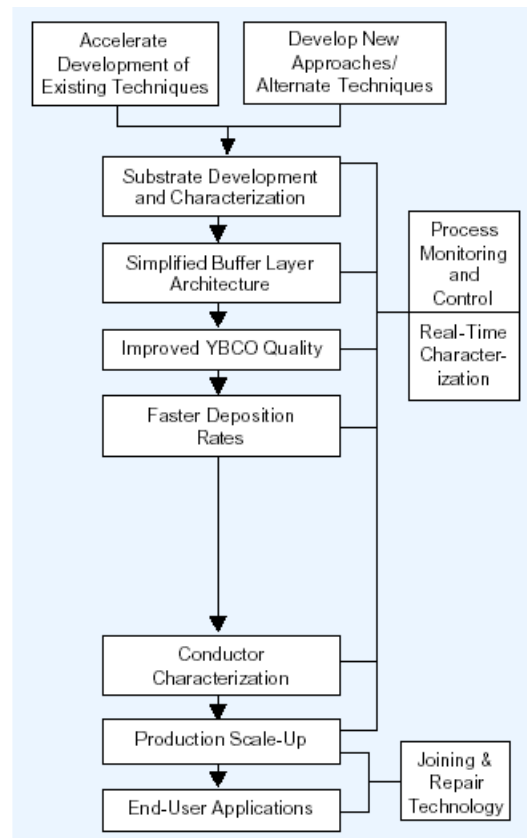 Accelerate
Development of
Existing Techniques
Develop New
Approaches/
Alternate Techniques
Substrate Development
and Characterization
Simplified Buffer Layer
Architecture
Improved YBCO Quality
Faster Deposition
Rates
Process
Monitoring
and
Control
Real-Time
Character-
ization
Conductor
Characterization
Production Scale-Up
End-User Applications
Joining &
Repair
Technology